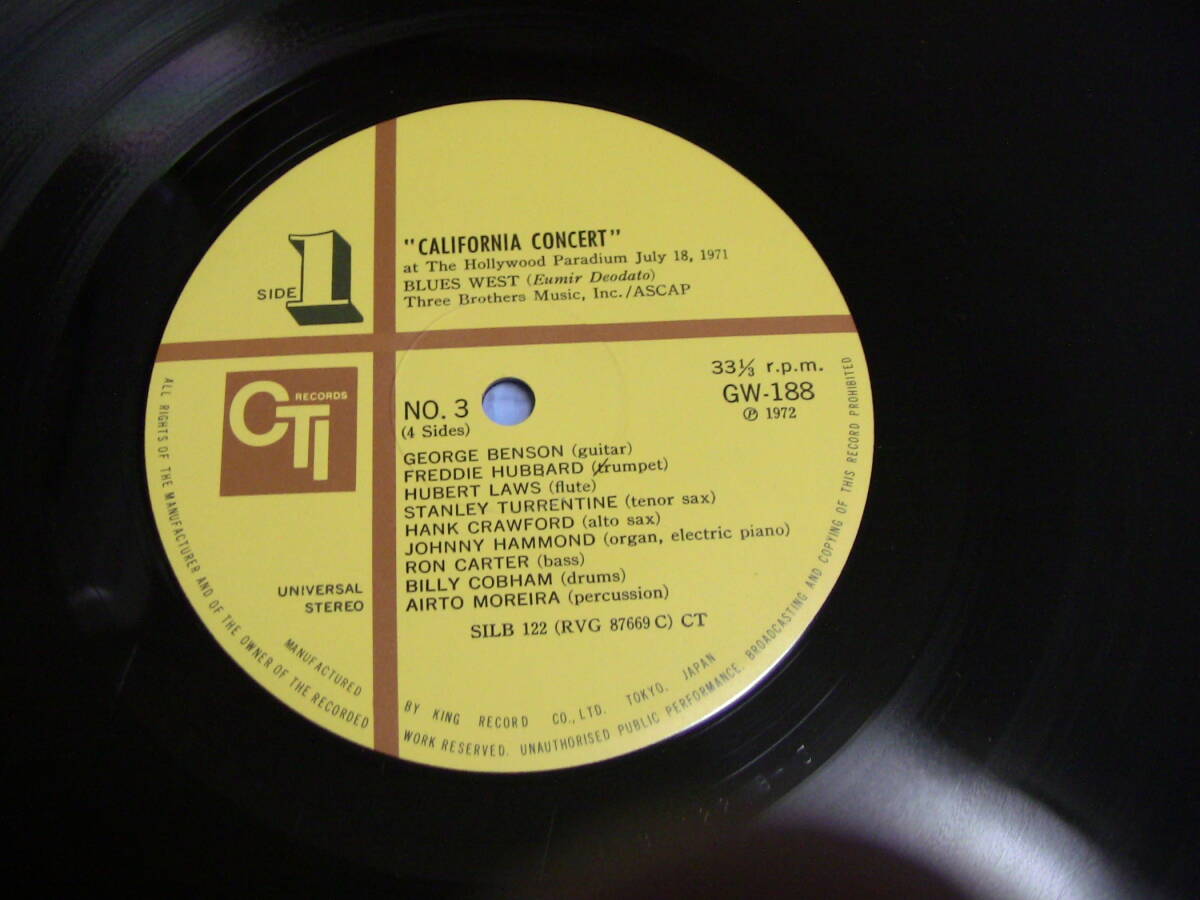 "CALIFORNIA CONCERT"
at The Hollywood Paradium July 18, 1971
BLUES WEST (Eumir Deodato)
Three Brothers Music, Inc./ASCAP
SIDE 1
CTI RECORDS
33⅓ r.p.m.
GW-188
℗ 1972
NO. 3
(4 Sides)
GEORGE BENSON (guitar)
FREDDIE HUBBARD (trumpet)
HUBERT LAWS (flute)
STANLEY TURRENTINE (tenor sax)
HANK CRAWFORD (alto sax)
JOHNNY HAMMOND (organ, electric piano)
RON CARTER (bass)
BILLY COBHAM (drums)
AIRTO MOREIRA (percussion)
SILB 122 (RVG 87669 C) CT
UNIVERSAL
STEREO
MANUFACTURED BY KING RECORD CO., LTD. TOKYO, JAPAN
ALL RIGHTS OF THE MANUFACTURER AND OF THE OWNER OF THE RECORDED WORK RESERVED. UNAUTHORISED PUBLIC PERFORMANCE. BROADCASTING AND COPYING OF THIS RECORD PROHIBITED